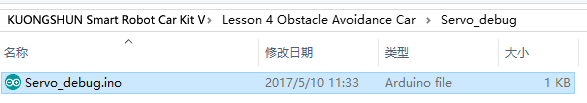 KUONGSHUN Smart Robot Car Kit V › Lesson 4 Obstacle Avoidance Car › Servo_debug
名称 修改日期 类型 大小
Servo_debug.ino 2017/5/10 11:33 Arduino file 1 KB